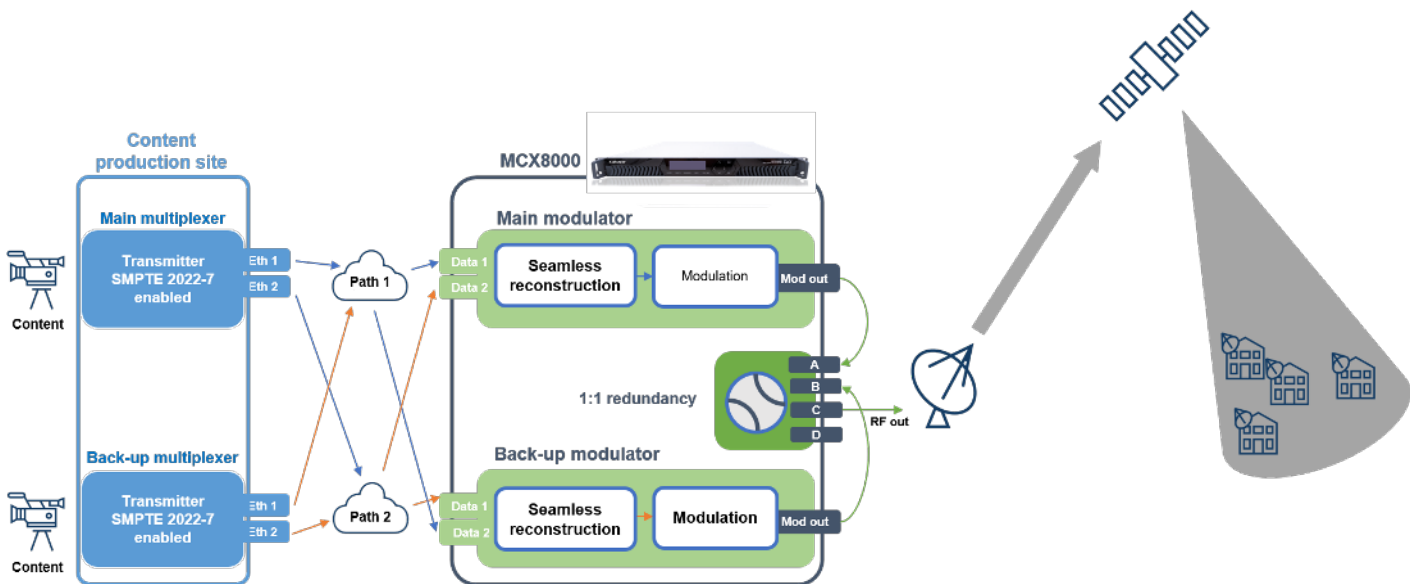 Content
production site
Main multiplexer
Transmitter
SMPTE 2022-7
enabled
Eth 1
Eth 2
Content
Back-up multiplexer
Transmitter
SMPTE 2022-7
enabled
Eth 1
Eth 2
Content
Path 1
Path 2
MCX8000
Main modulator
Data 1
Data 2
Seamless
reconstruction
Modulation
Mod out
1:1 redundancy
A
B
C
D
RF out
Back-up modulator
Data 1
Data 2
Seamless
reconstruction
Modulation
Mod out